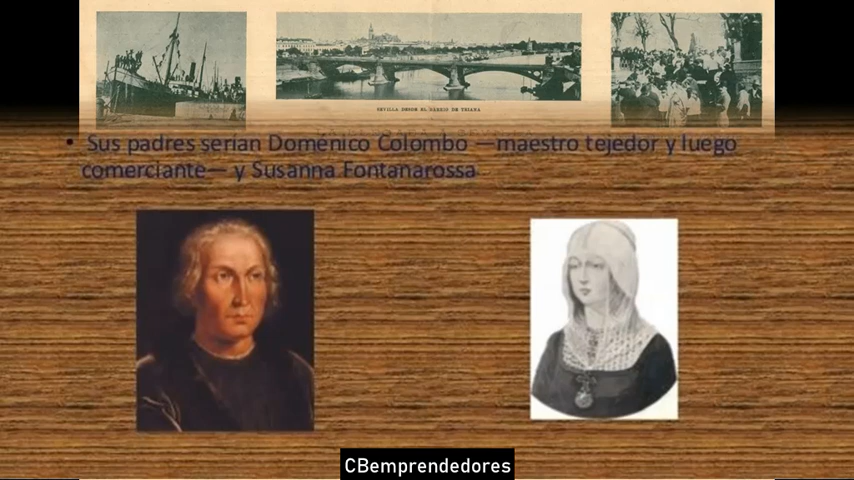 SEVILLA DESDE EL BARRIO DE TRIANA
• Sus padres serían Doménico Colombo —maestro tejedor y luego
comerciante— y Susanna Fontanarossa
CBemprendedores